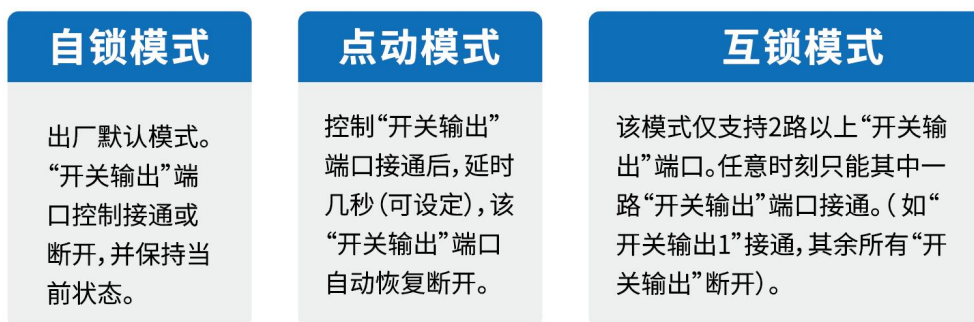 自锁模式
出厂默认模式。
“开关输出”端
口控制接通或
断开,并保持当
前状态。
点动模式
控制“开关输出”
端口接通后,延时
几秒(可设定),该
“开关输出”端口
自动恢复断开。
互锁模式
该模式仅支持2路以上“开关输
出”端口。任意时刻只能其中一
路“开关输出”端口接通。(如“
开关输出1”接通,其余所有“开
关输出”断开)。